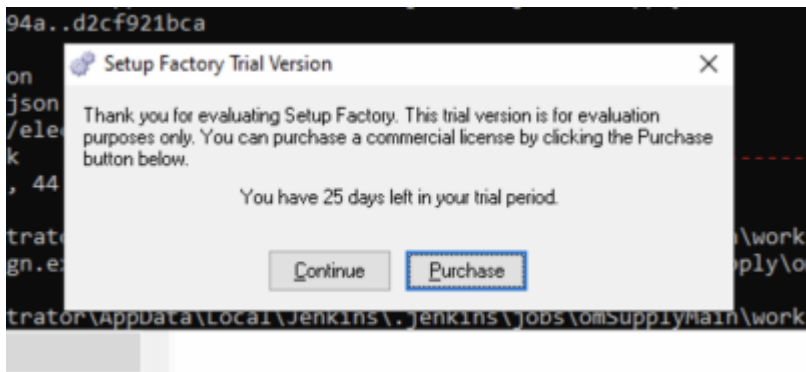 94a..d2cf921bca
on
Setup Factory Trial Version
json
Thank you for evaluating Setup Factory. This trial version is for evaluation
/ele
purposes only. You can purchase a commercial license by clicking the Purchase
k
button below.
, 44
You have 25 days left in your trial period.
trat
\work
gn.e
Continue
Purchase
pply\o
trator\AppData\Local\Jenkins\.jenkins\jobs\omSupplyMain\work